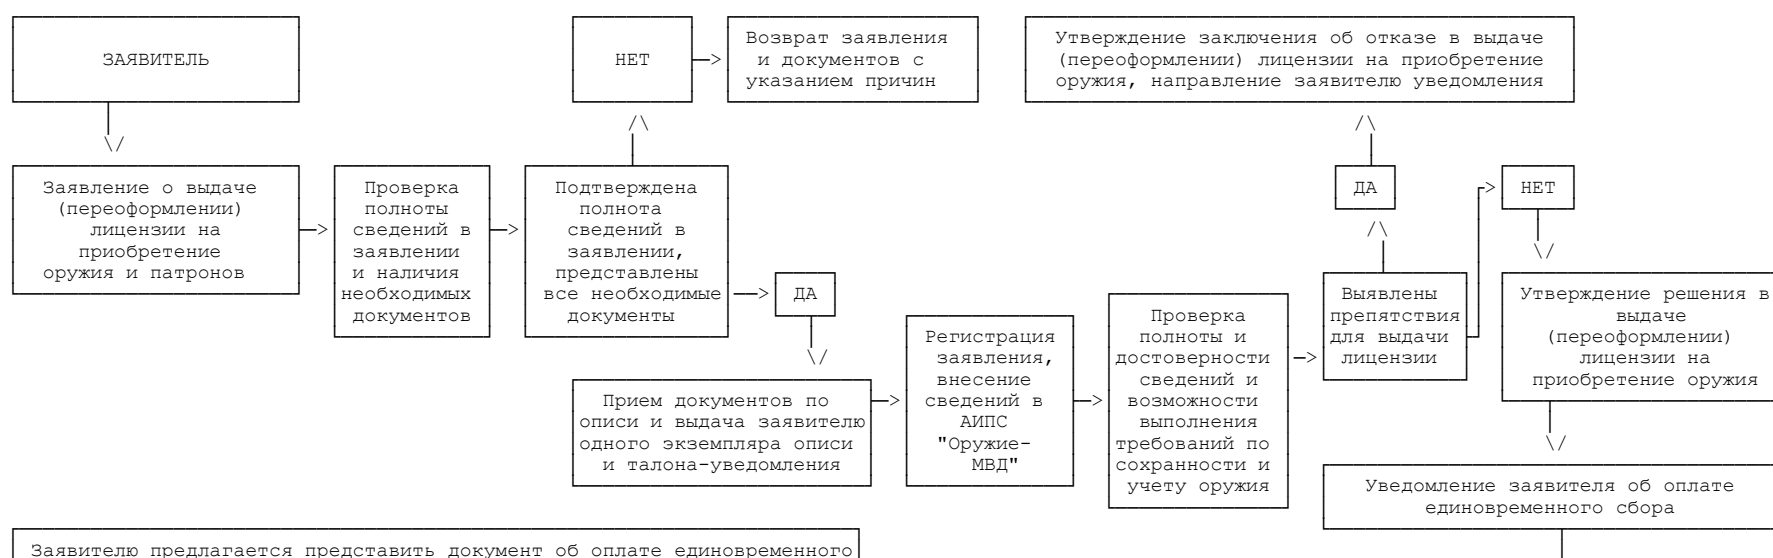 ЗАЯВИТЕЛЬ
НЕТ
Возврат заявления
и документов с
указанием причин
Утверждение заключения об отказе в выдаче
(переоформлении) лицензии на приобретение
оружия, направление заявителю уведомления
Заявление о выдаче
(переоформлении)
лицензии на
приобретение
оружия и патронов
Проверка
полноты
сведений в
заявлении
и наличия
необходимых
документов
Подтверждена
полнота
сведений в
заявлении,
представлены
все необходимые
документы
ДА
Прием документов по
описи и выдача заявителю
одного экземпляра описи
и талона-уведомления
Регистрация
заявления,
внесение
сведений в
АИПС
"Оружие-
МВД"
Проверка
полноты и
достоверности
сведений и
возможности
выполнения
требований по
сохранности и
учету оружия
Выявлены
препятствия
для выдачи
лицензии
ДА
НЕТ
Утверждение решения в
выдаче
(переоформлении)
лицензии на
приобретение оружия
Уведомление заявителя об оплате
единовременного сбора
Заявителю предлагается представить документ об оплате единовременного